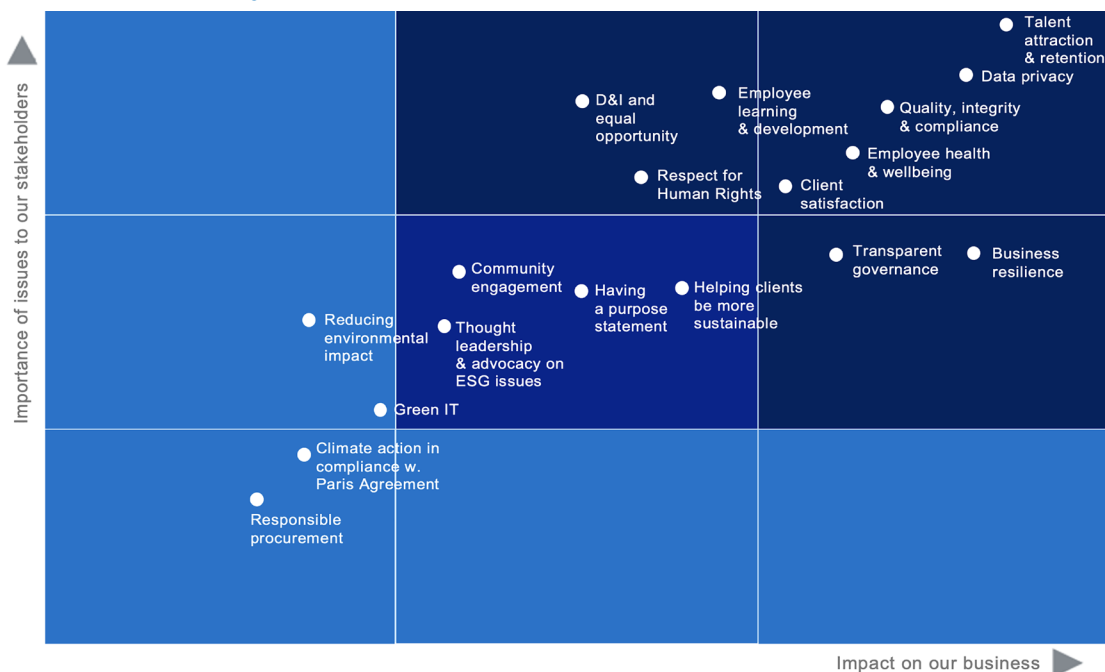 Importance of issues to our stakeholders
Talent
attraction
& retention
Data privacy
D&I and
equal
opportunity
Employee
learning
& development
Quality, integrity
& compliance
Employee health
& wellbeing
Respect for
Human Rights
Client
satisfaction
Transparent
governance
Business
resilience
Community
engagement
Having
a purpose
statement
Helping clients
be more
sustainable
Reducing
environmental
impact
Thought
leadership
& advocacy on
ESG issues
Green IT
Climate action in
compliance w.
Paris Agreement
Responsible
procurement
Impact on our business